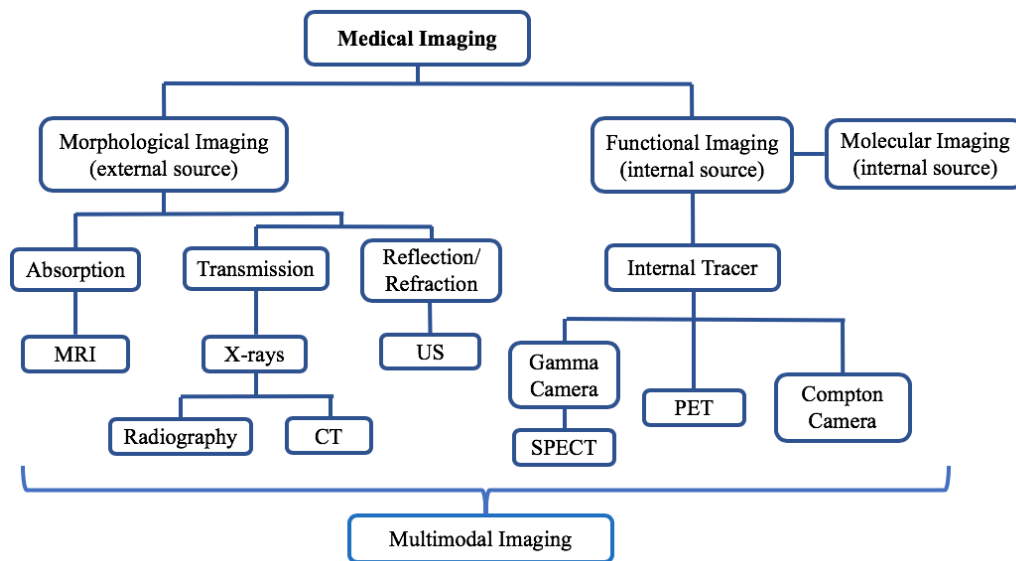 Medical Imaging
Morphological Imaging
(external source)
Functional Imaging
(internal source)
Molecular Imaging
(internal source)
Absorption
Transmission
Reflection/
Refraction
Internal Tracer
MRI
X-rays
US
Gamma
Camera
PET
Compton
Camera
Radiography
CT
SPECT
Multimodal Imaging